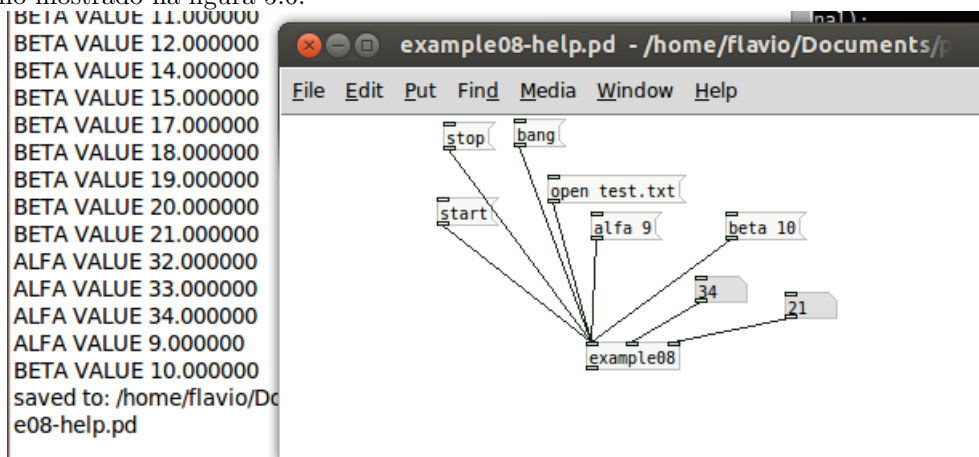 mostrado na figura
BETA VALUE 11.000000
BETA VALUE 12.000000
BETA VALUE 14.000000
BETA VALUE 15.000000
BETA VALUE 17.000000
BETA VALUE 18.000000
BETA VALUE 19.000000
BETA VALUE 20.000000
BETA VALUE 21.000000
ALFA VALUE 32.000000
ALFA VALUE 33.000000
ALFA VALUE 34.000000
ALFA VALUE 9.000000
BETA VALUE 10.000000
saved to: /home/flavio/Do
e08-help.pd
example08-help.pd - /home/flavio/Documents/p
File Edit Put Find Media Window Help
stop
bang
open test.txt
start
alfa 9
beta 10
34
21
example08